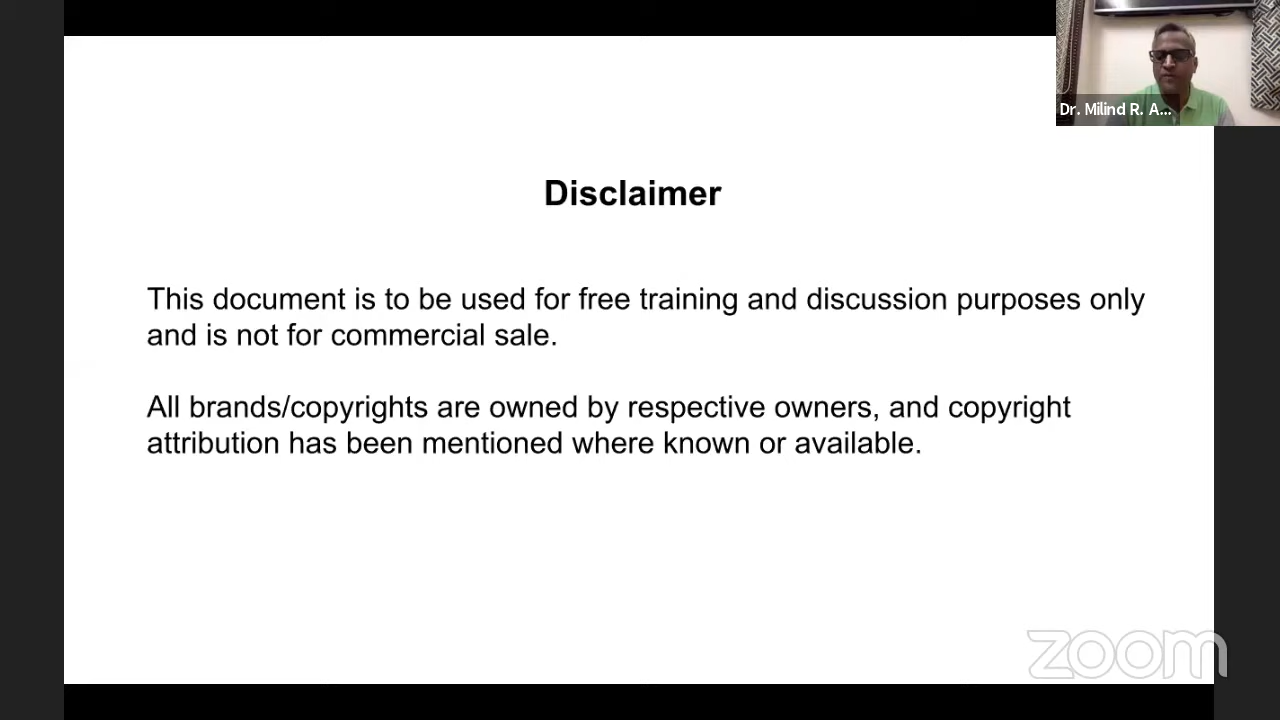 Dr. Milind R. A...
Disclaimer
This document is to be used for free training and discussion purposes only
and is not for commercial sale.
All brands/copyrights are owned by respective owners, and copyright
attribution has been mentioned where known or available.
zoom